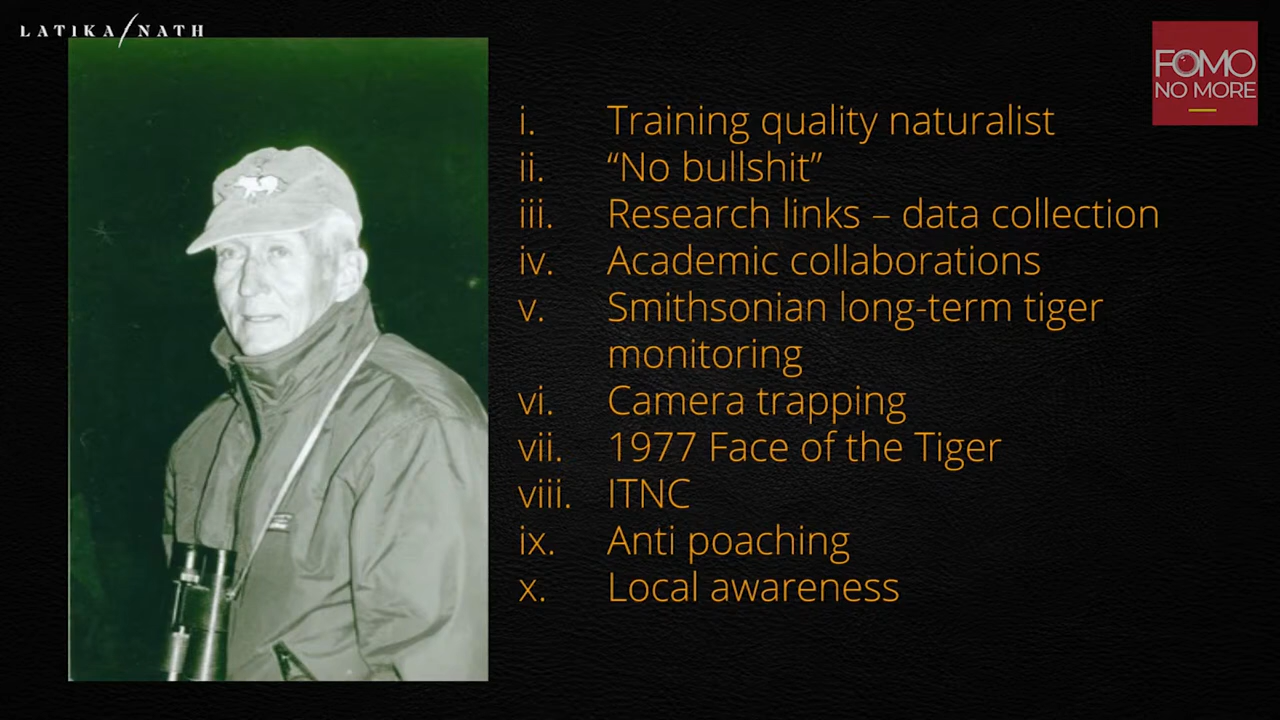 LATIKA/NATH
FOMO
NO MORE
i. Training quality naturalist
ii. “No bullshit”
iii. Research links – data collection
iv. Academic collaborations
v. Smithsonian long-term tiger
monitoring
vi. Camera trapping
vii. 1977 Face of the Tiger
viii. ITNC
ix. Anti poaching
x. Local awareness